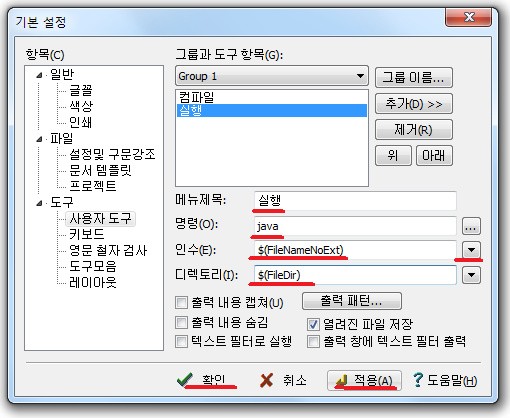 기본 설정
항목(C)
일반
글꼴
색상
인쇄
파일
설정및 구문강조
문서 템플릿
프로젝트
도구
사용자 도구
키보드
영문 철자 검사
도구모음
레이아웃
그룹과 도구 항목(G):
Group 1
그룹 이름...
컴파일
실행
추가(D) >>
제거(R)
위 아래
메뉴제목: 실행
명령(O): java ...
인수(E): $(FileNameNoExt)
디렉토리(I): $(FileDir)
출력 내용 캡쳐(U) 출력 패턴...
출력 내용 숨김 열려진 파일 저장
텍스트 필터로 실행 출력 창에 텍스트 필터 출력
확인 취소 적용(A) 도움말(H)